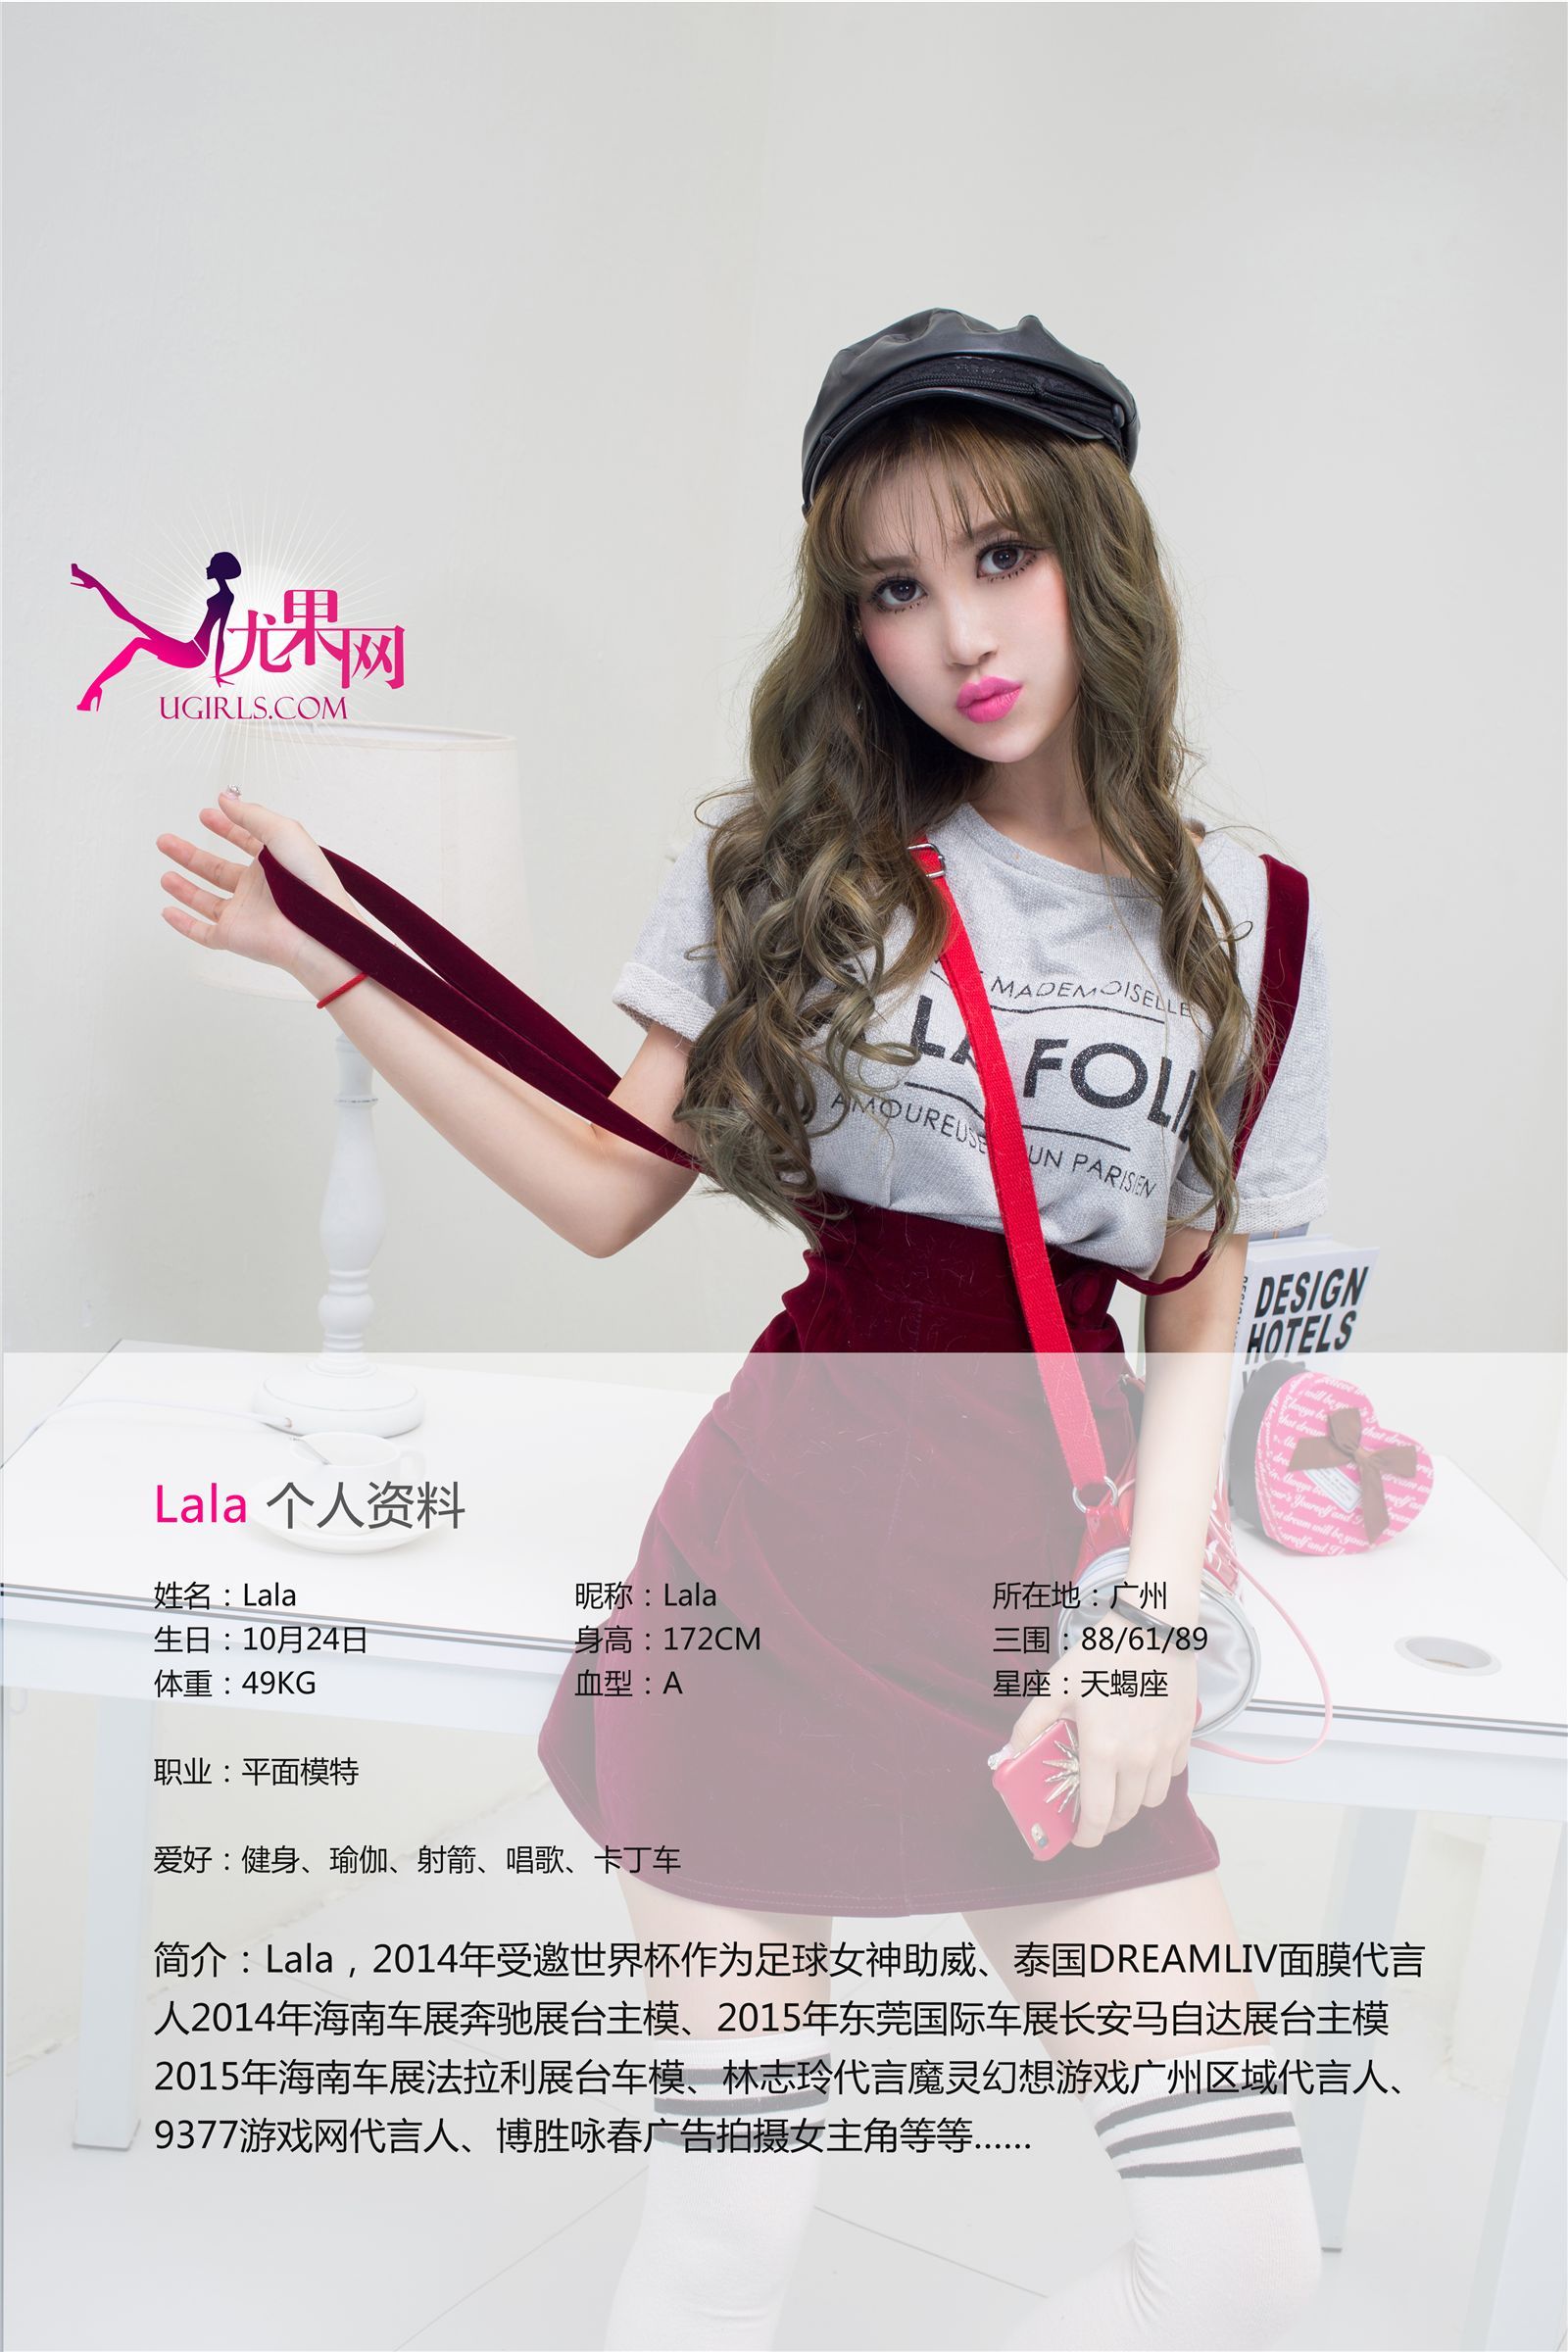 尤果网
UGIRLS.COM
MADEMOISELLE
LA FOLI
AMOUREUSE
UN PARISIEN
DESIGN
HOTELS
Lala 个人资料
姓名：Lala 昵称：Lala 所在地：广州
生日：10月24日 身高：172CM 三围：88/61/89
体重：49KG 血型：A 星座：天蝎座
职业：平面模特
爱好：健身、瑜伽、射箭、唱歌、卡丁车
简介：Lala，2014年受邀世界杯作为足球女神助威、泰国DREAMLIV面膜代言
人2014年海南车展奔驰展台主模、2015年东莞国际车展长安马自达展台主模
2015年海南车展法拉利展台车模、林志玲代言魔灵幻想游戏广州区域代言人、
9377游戏网代言人、博胜咏春广告拍摄女主角等等......